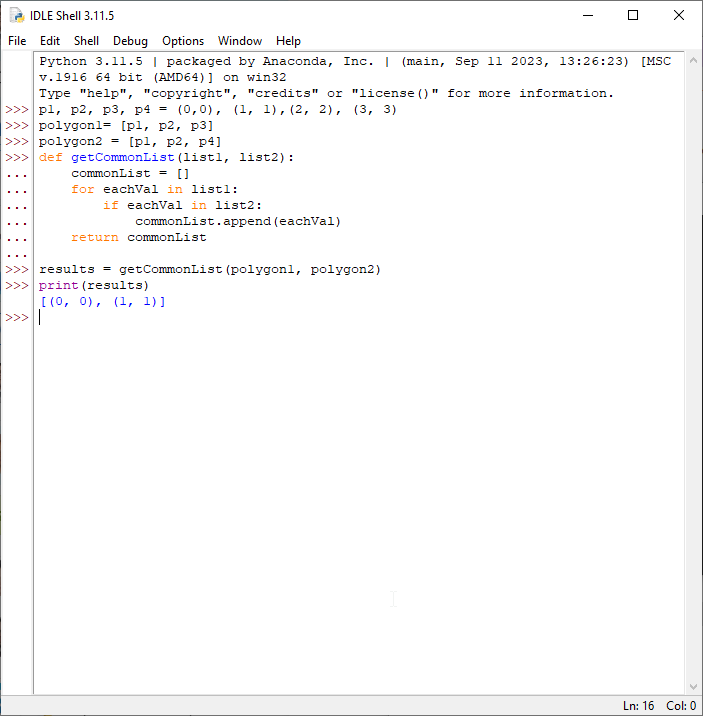 IDLE Shell 3.11.5
File Edit Shell Debug Options Window Help
Python 3.11.5 | packaged by Anaconda, Inc. | (main, Sep 11 2023, 13:26:23) [MSC
v.1916 64 bit (AMD64)] on win32
Type "help", "copyright", "credits" or "license()" for more information.
>>> p1, p2, p3, p4 = (0,0), (1, 1),(2, 2), (3, 3)
>>> polygon1= [p1, p2, p3]
>>> polygon2 = [p1, p2, p4]
>>> def getCommonList(list1, list2):
...     commonList = []
...     for eachVal in list1:
...         if eachVal in list2:
...             commonList.append(eachVal)
...     return commonList
...
>>> results = getCommonList(polygon1, polygon2)
>>> print(results)
[(0, 0), (1, 1)]
>>>
Ln: 16 Col: 0